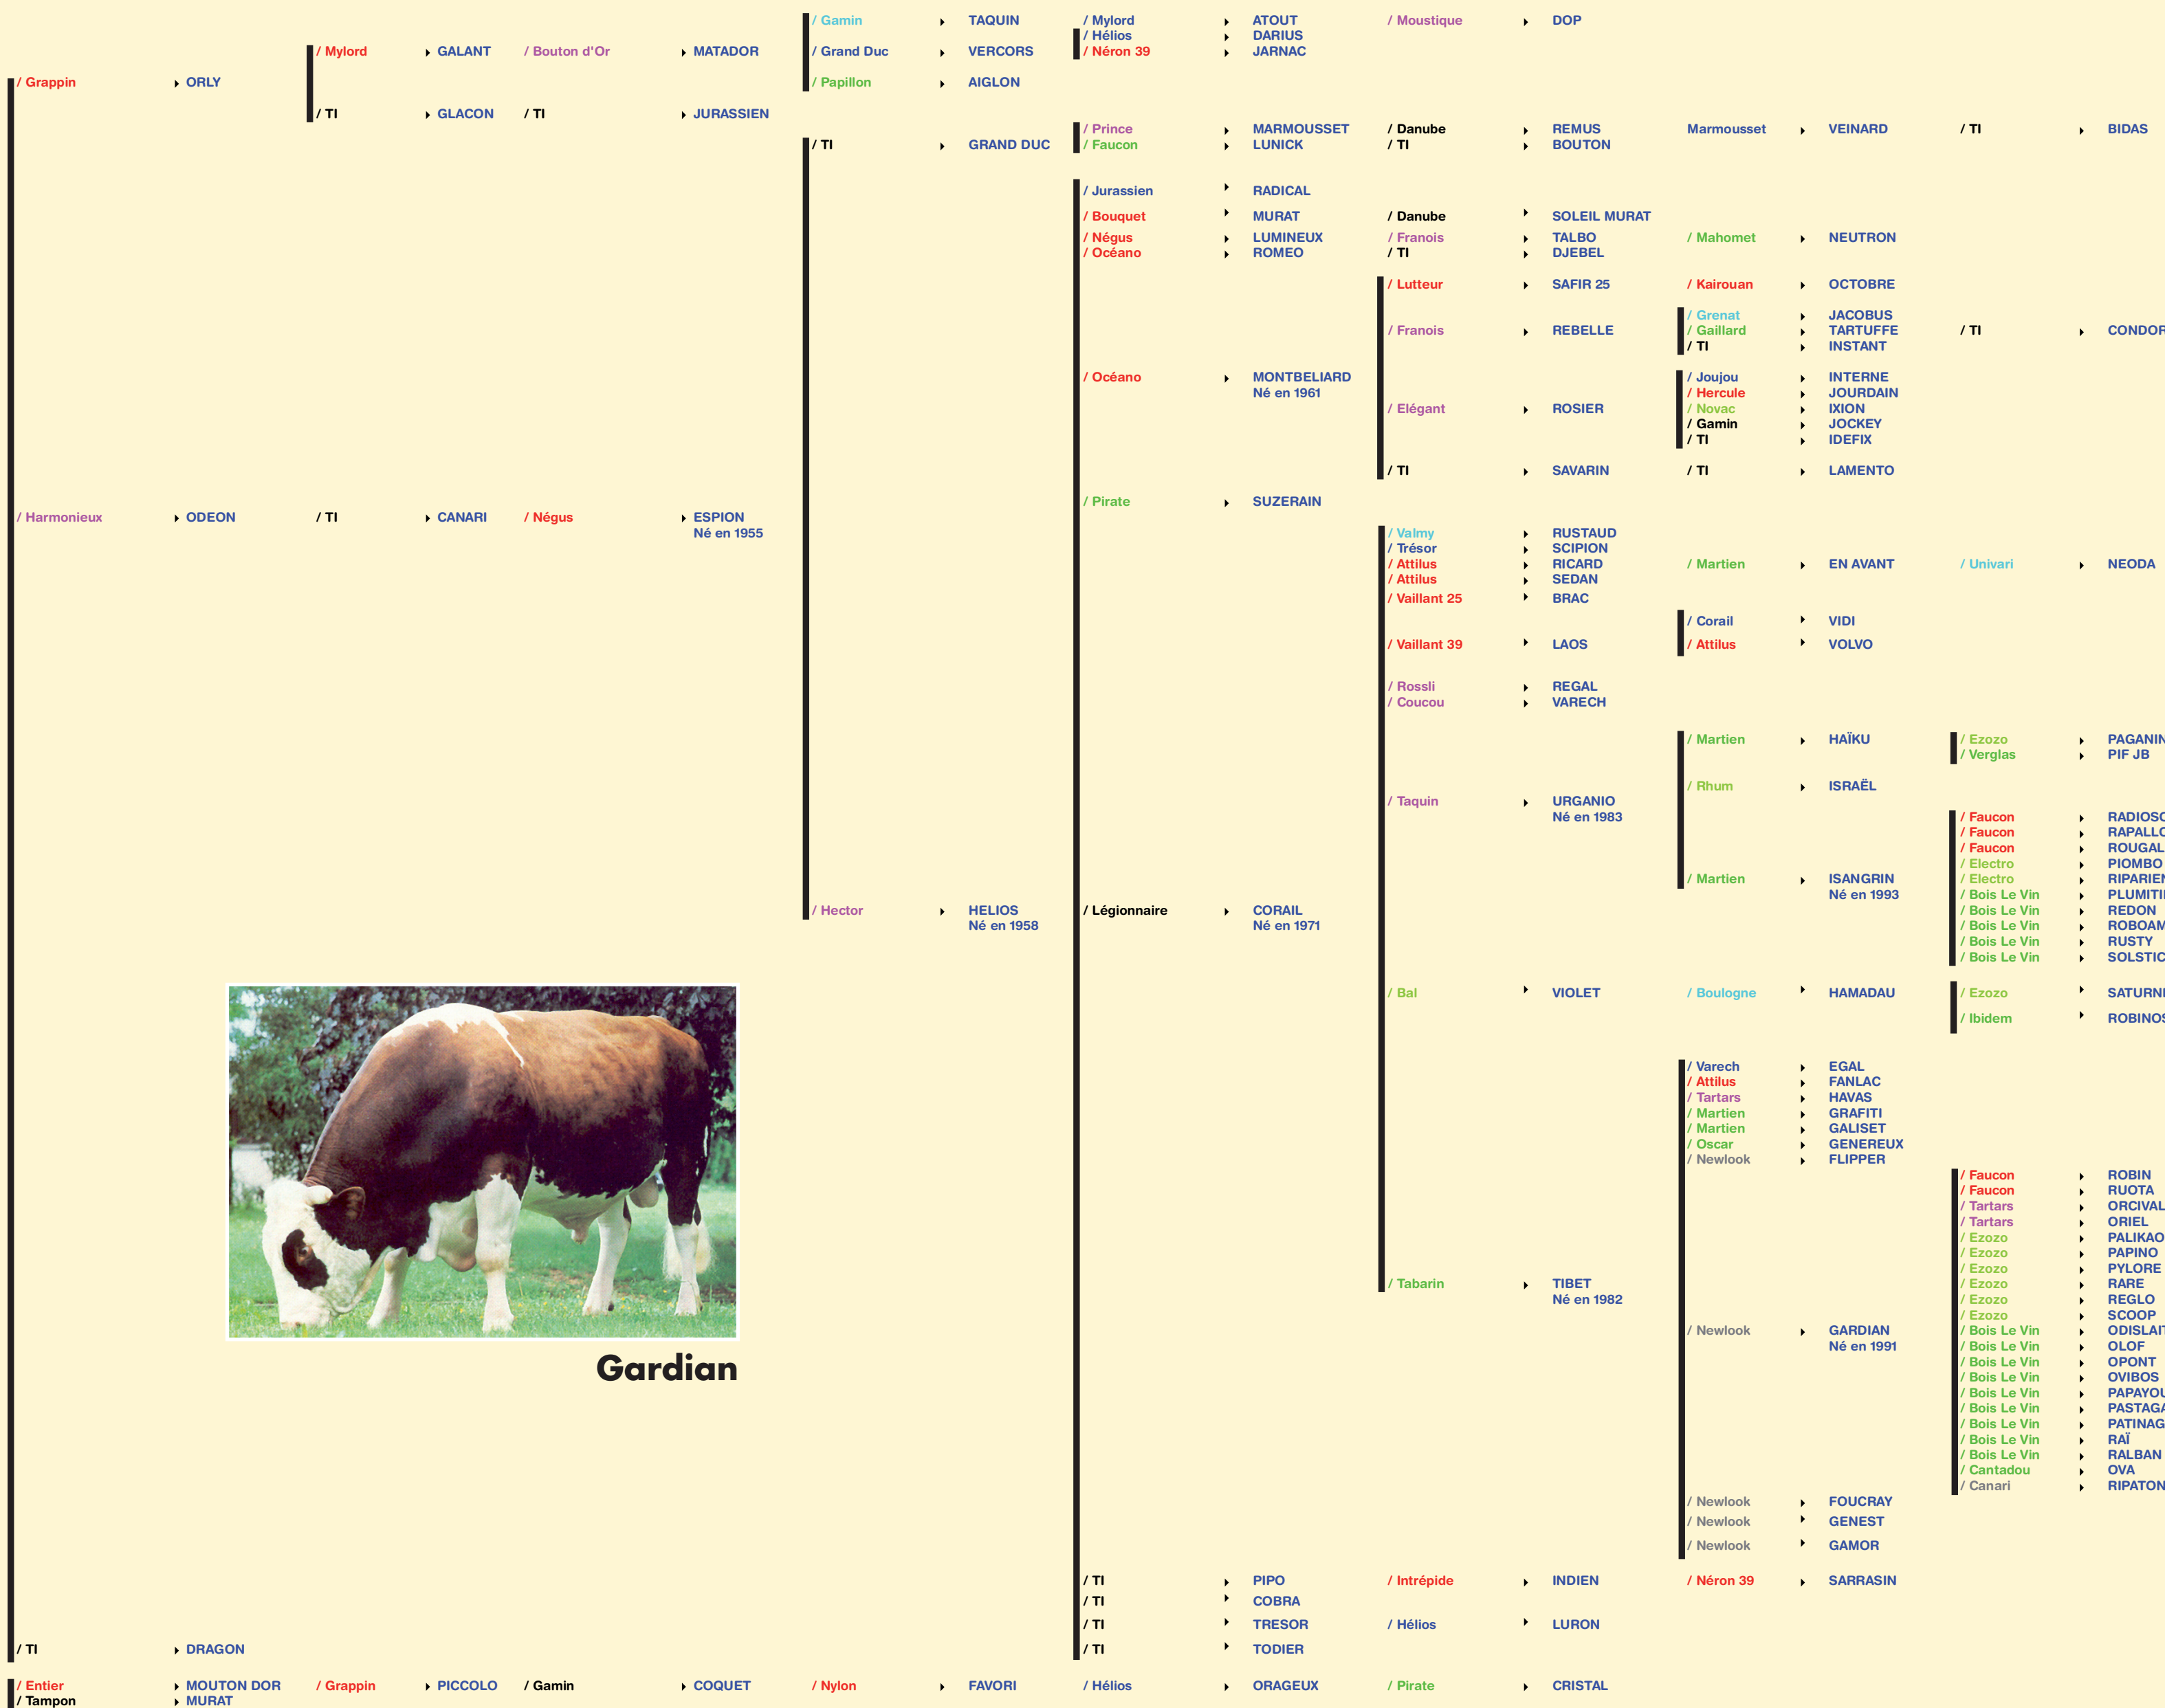 / Gamin TAQUIN / Mylord ATOUT / Moustique DOP
/ Hélios DARIUS
/ Mylord GALANT / Bouton d'Or MATADOR / Grand Duc VERCORS / Néron 39 JARNAC
/ Grappin ORLY / Papillon AIGLON
/ TI GLACON / TI JURASSIEN
/ Prince MARMOUSSET / Danube REMUS Marmousset VEINARD / TI BIDAS
/ TI GRAND DUC / Faucon LUNICK / TI BOUTON
/ Jurassien RADICAL
/ Bouquet MURAT / Danube SOLEIL MURAT
/ Négus LUMINEUX / Franois TALBO / Mahomet NEUTRON
/ Océano ROMEO / TI DJEBEL
/ Lutteur SAFIR 25 / Kairouan OCTOBRE
/ Grenat JACOBUS
/ Franois REBELLE / Gaillard TARTUFFE / TI CONDOR
/ TI INSTANT
/ Océano MONTBELIARD / Joujou INTERNE
Né en 1961 / Hercule JOURDAIN
/ Elégant ROSIER / Novac IXION
/ Gamin JOCKEY
/ TI IDEFIX
/ TI SAVARIN / TI LAMENTO
/ Pirate SUZERAIN
/ Harmonieux ODEON / TI CANARI / Négus ESPION
Né en 1955 / Valmy RUSTAUD
/ Trésor SCIPION
/ Attilus RICARD / Martien EN AVANT / Univari NEODA
/ Attilus SEDAN
/ Vaillant 25 BRAC
/ Corail VIDI
/ Vaillant 39 LAOS / Attilus VOLVO
/ Rossli REGAL
/ Coucou VARECH
/ Martien HAÏKU / Ezozo PAGANIN
/ Verglas PIF JB
/ Rhum ISRAËL
/ Taquin URGANIO
Né en 1983 / Faucon RADIOSO
/ Faucon RAPALLO
/ Faucon ROUGAL
/ Electro PIOMBO
/ Martien ISANGRIN / Electro RIPARIEN
Né en 1993 / Bois Le Vin PLUMITI
/ Hector HELIOS / Légionnaire CORAIL / Bois Le Vin REDON
Né en 1958 Né en 1971 / Bois Le Vin ROBOAM
/ Bois Le Vin RUSTY
/ Bois Le Vin SOLSTIC
/ Bal VIOLET / Boulogne HAMADAU / Ezozo SATURN
/ Ibidem ROBINOS
/ Varech EGAL
/ Attilus FANLAC
/ Tartars HAVAS
/ Martien GRAFITI
/ Martien GALISET
/ Oscar GENEREUX
/ Newlook FLIPPER
/ Faucon ROBIN
/ Faucon RUOTA
/ Tartars ORCIVAL
/ Tartars ORIEL
/ Ezozo PALIKAO
/ Ezozo PAPINO
/ Ezozo PYLORE
/ Tabarin TIBET / Ezozo RARE
Né en 1982 / Ezozo REGLO
/ Ezozo SCOOP
/ Newlook GARDIAN / Bois Le Vin ODISLAIT
Né en 1991 / Bois Le Vin OLOF
/ Bois Le Vin OPONT
Gardian
/ Bois Le Vin OVIBOS
/ Bois Le Vin PAPAYOU
/ Bois Le Vin PASTAGA
/ Bois Le Vin PATINAG
/ Bois Le Vin RAÏ
/ Bois Le Vin RALBAN
/ Cantadou OVA
/ Canari RIPATON
/ Newlook FOUCRAY
/ Newlook GENEST
/ Newlook GAMOR
/ TI PIPO / Intrépide INDIEN / Néron 39 SARRASIN
/ TI COBRA
/ TI TRESOR / Hélios LURON
/ TI DRAGON / TI TODIER
/ Entier MOUTON DOR / Grappin PICCOLO / Gamin COQUET / Nylon FAVORI / Hélios ORAGEUX / Pirate CRISTAL
/ Tampon MURAT